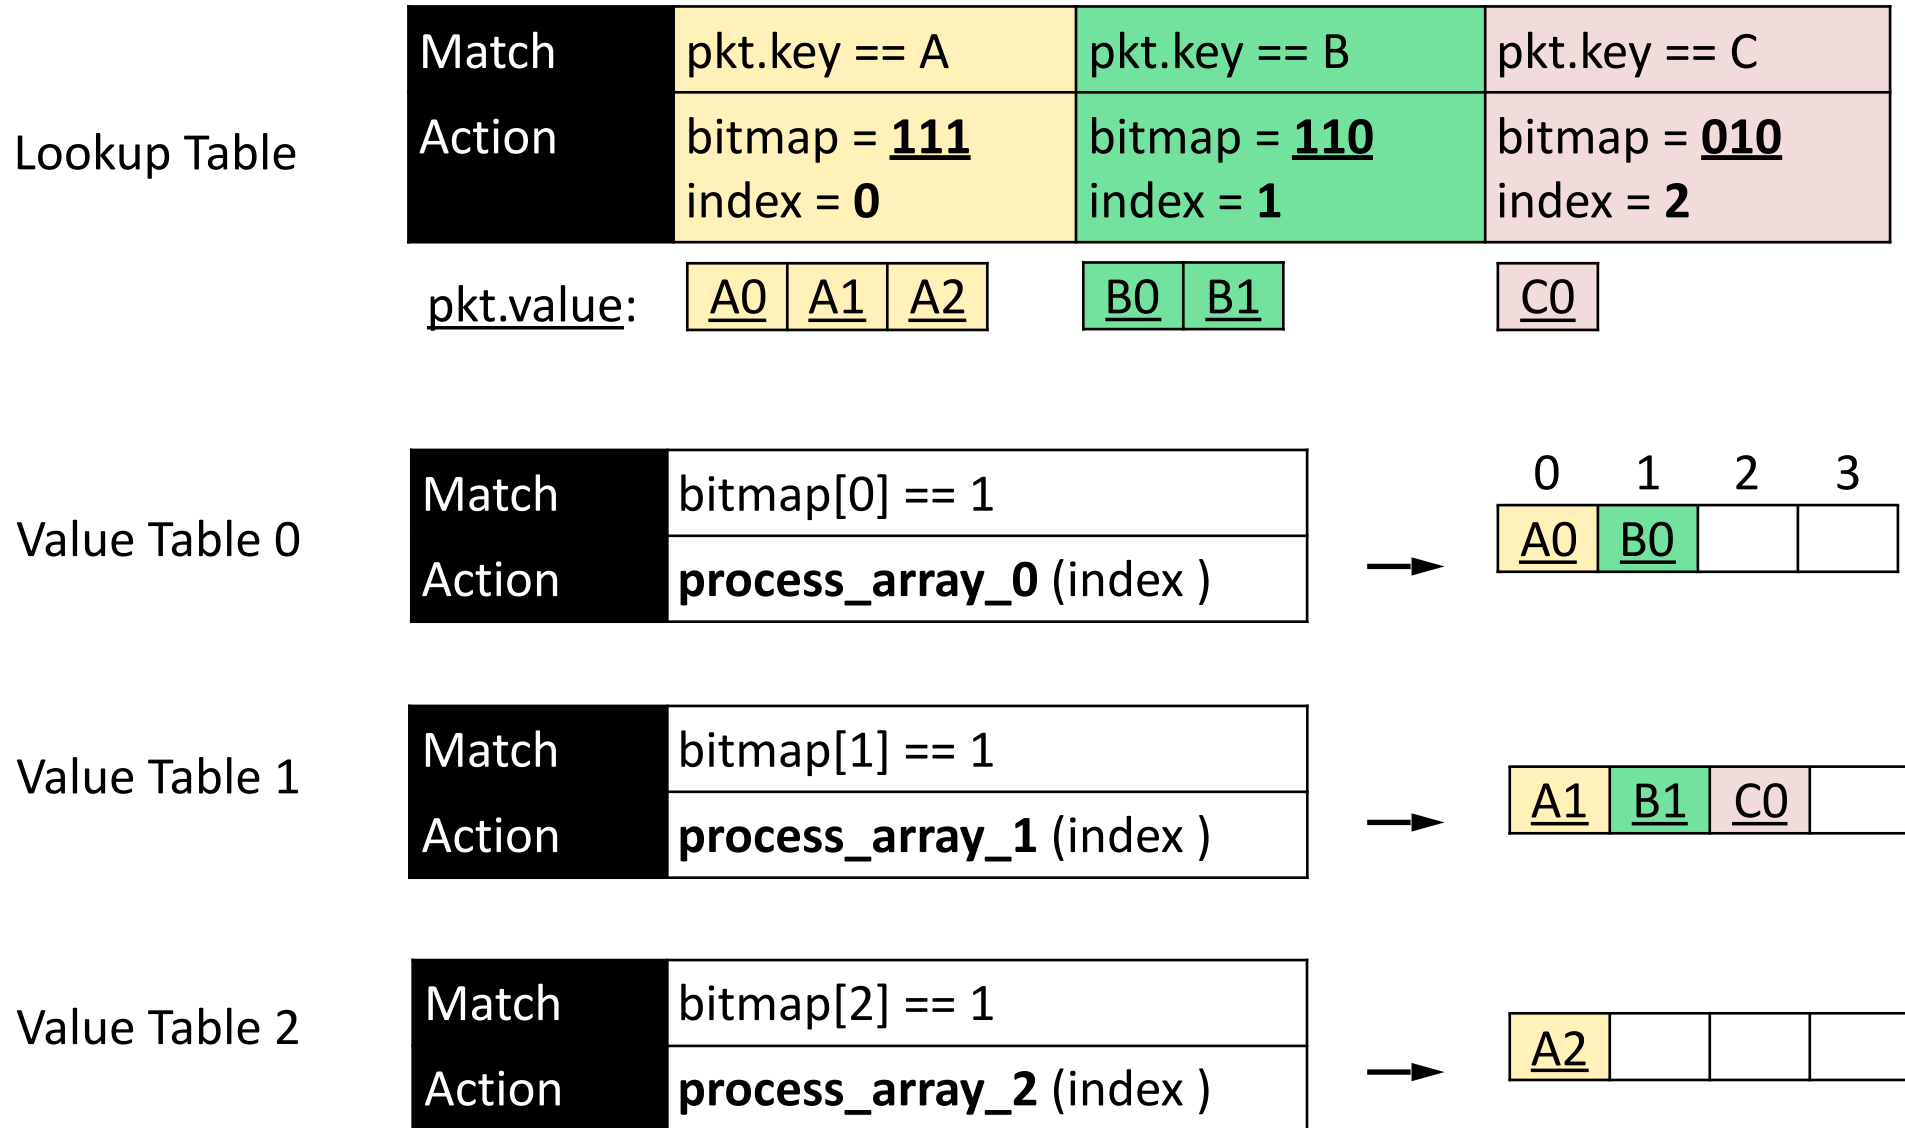 Match pkt.key == A pkt.key == B pkt.key == C
Lookup Table
Action bitmap = 111 bitmap = 110 bitmap = 010
index = 0 index = 1 index = 2
pkt.value: A0 A1 A2 B0 B1 C0
0 1 2 3
Match bitmap[0] == 1
Value Table 0
A0 B0
Action process_array_0 (index )
Match bitmap[1] == 1
Value Table 1
A1 B1 C0
Action process_array_1 (index )
Match bitmap[2] == 1
Value Table 2
A2
Action process_array_2 (index )